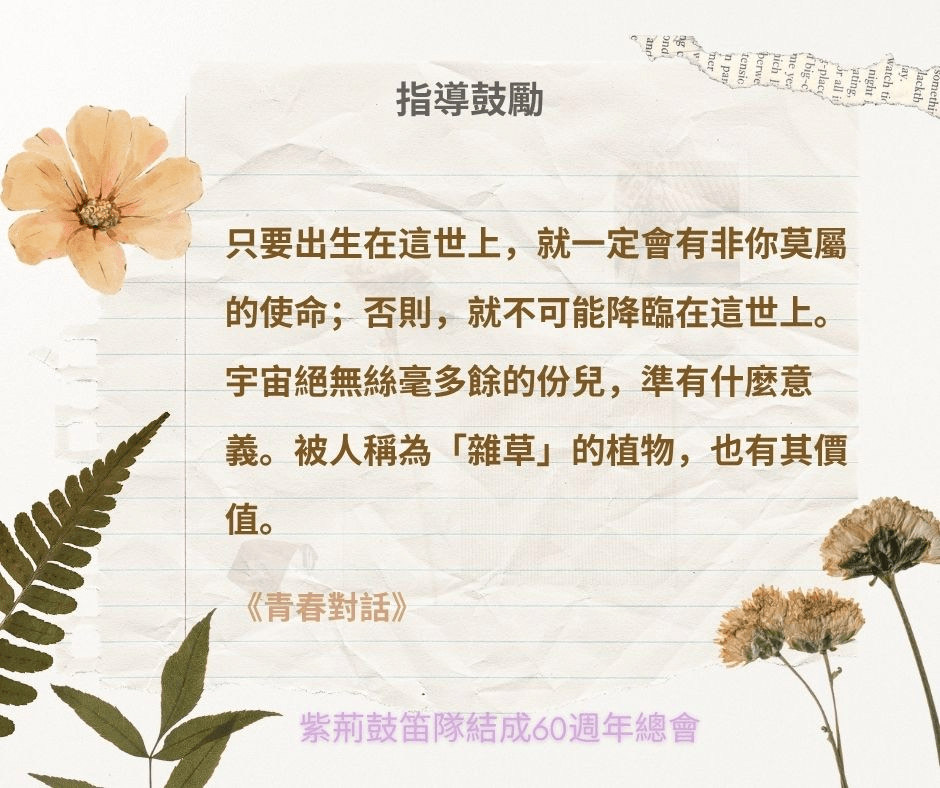 指導鼓勵
只要出生在這世上，就一定會有非你莫屬
的使命；否則，就不可能降臨在這世上。
宇宙絕無絲毫多餘的份兒，準有什麼意
義。被人稱為「雜草」的植物，也有其價
值。
《青春對話》
紫荊鼓笛隊結成60週年總會